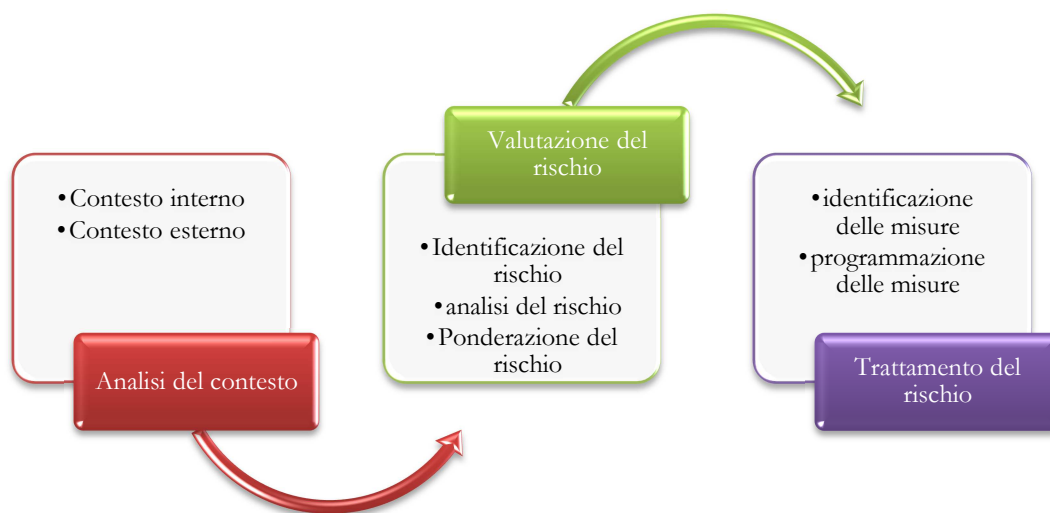 •Contesto interno
•Contesto esterno
Analisi del contesto
Valutazione del
rischio
•Identificazione del
rischio
•analisi del rischio
•Ponderazione del
rischio
•identificazione
delle misure
•programmazione
delle misure
Trattamento del
rischio